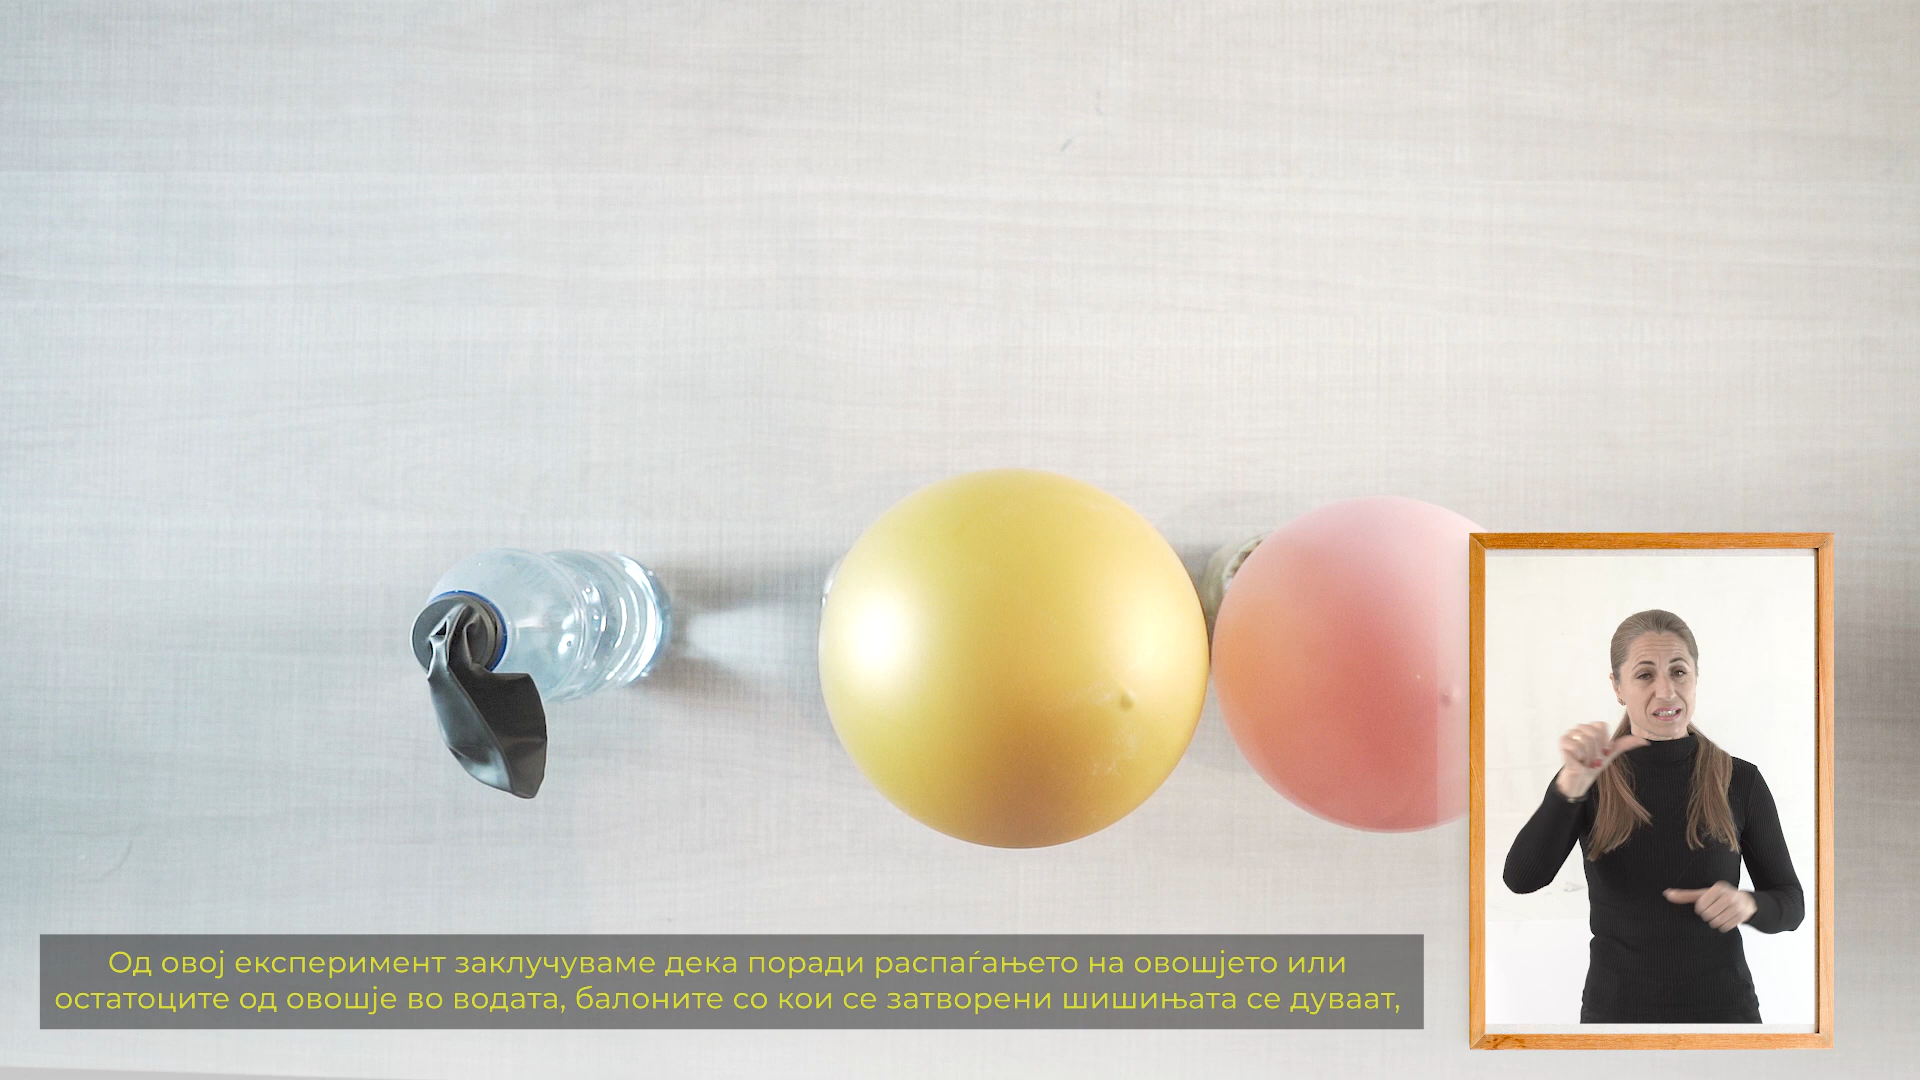 Од овој експеримент заклучуваме дека поради распаѓањето на овошјето или
остатоците од овошје во водата, балоните со кои се затворени шишињата се дуваат,